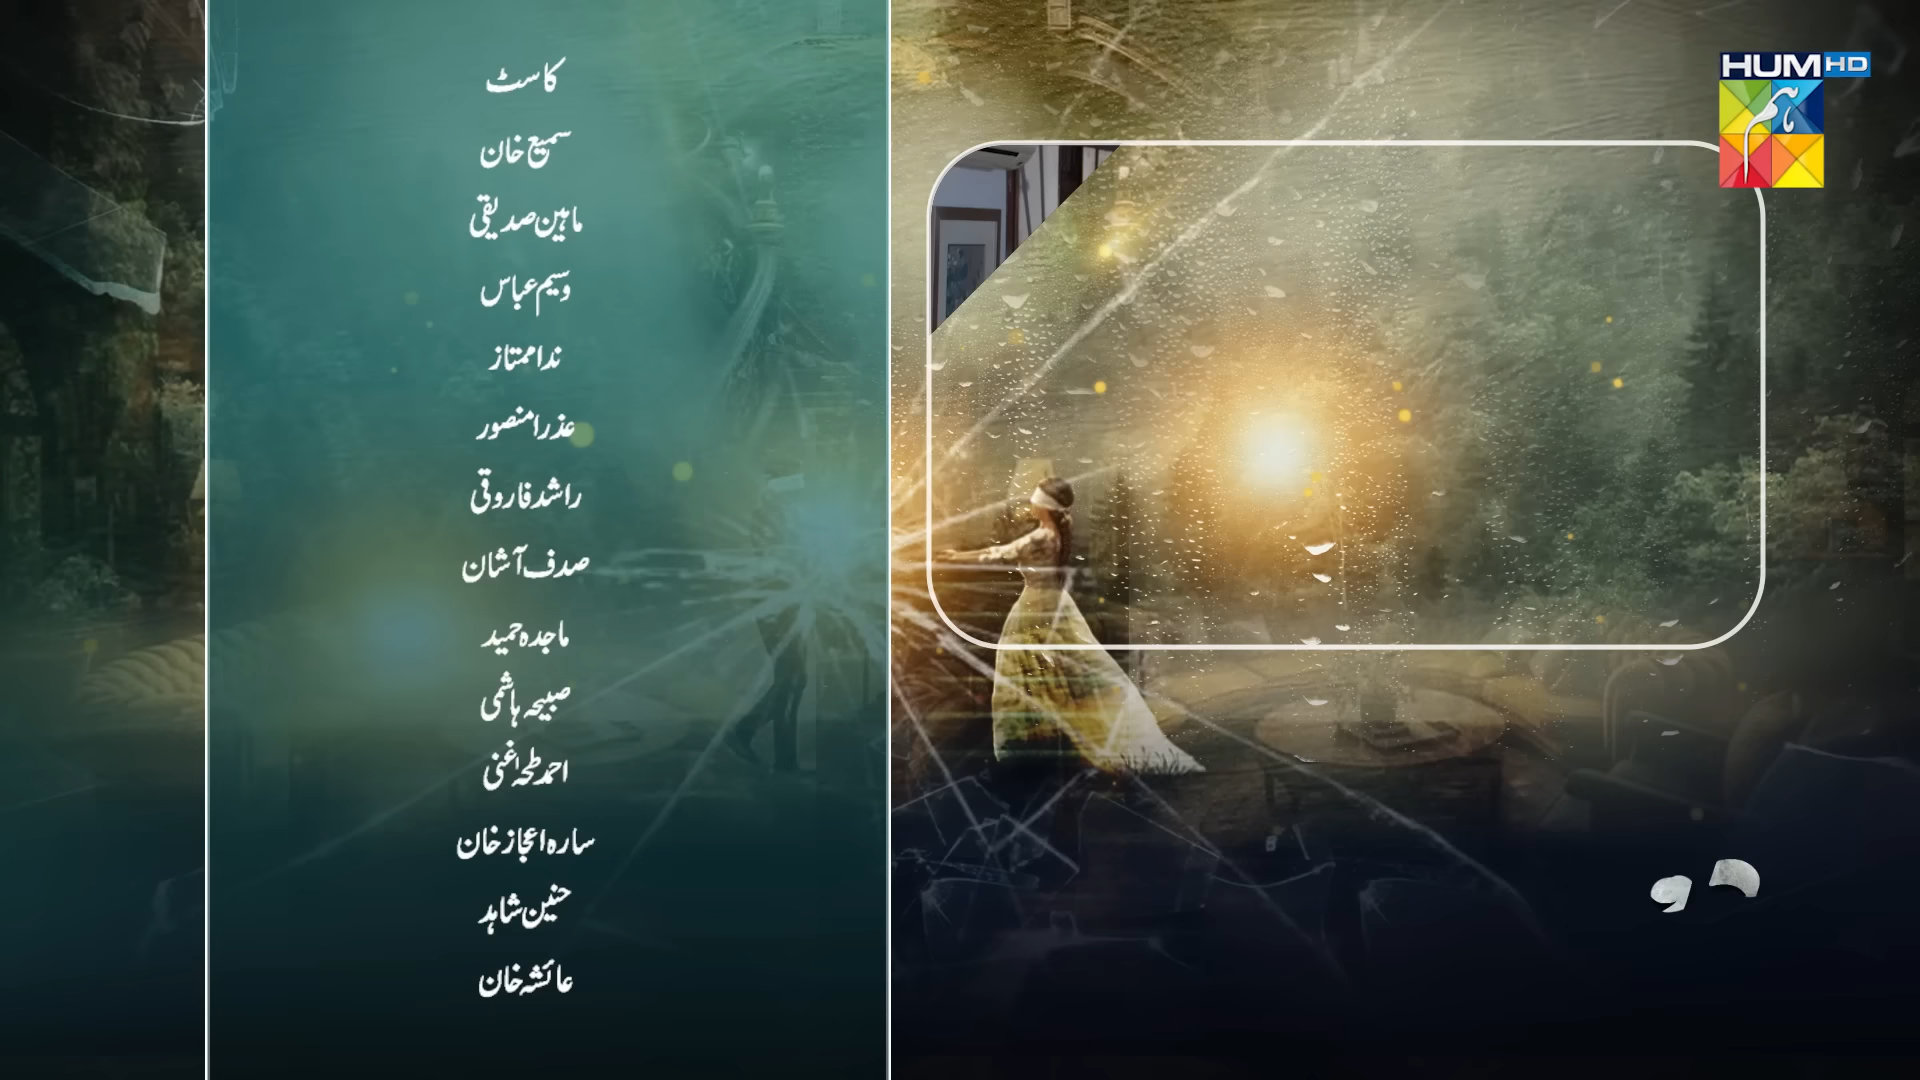 کاسٹ
سمیع خان
ماہین صدیقی
وسیم عباس
ندا ممتاز
عذرا منصور
راشد فاروقی
صدف آشان
ماجدہ حمید
صبیحہ ہاشمی
احمد طحہٰ غنی
سارہ اعجاز خان
حنین شاہد
عائشہ خان
HUM HD
ہم